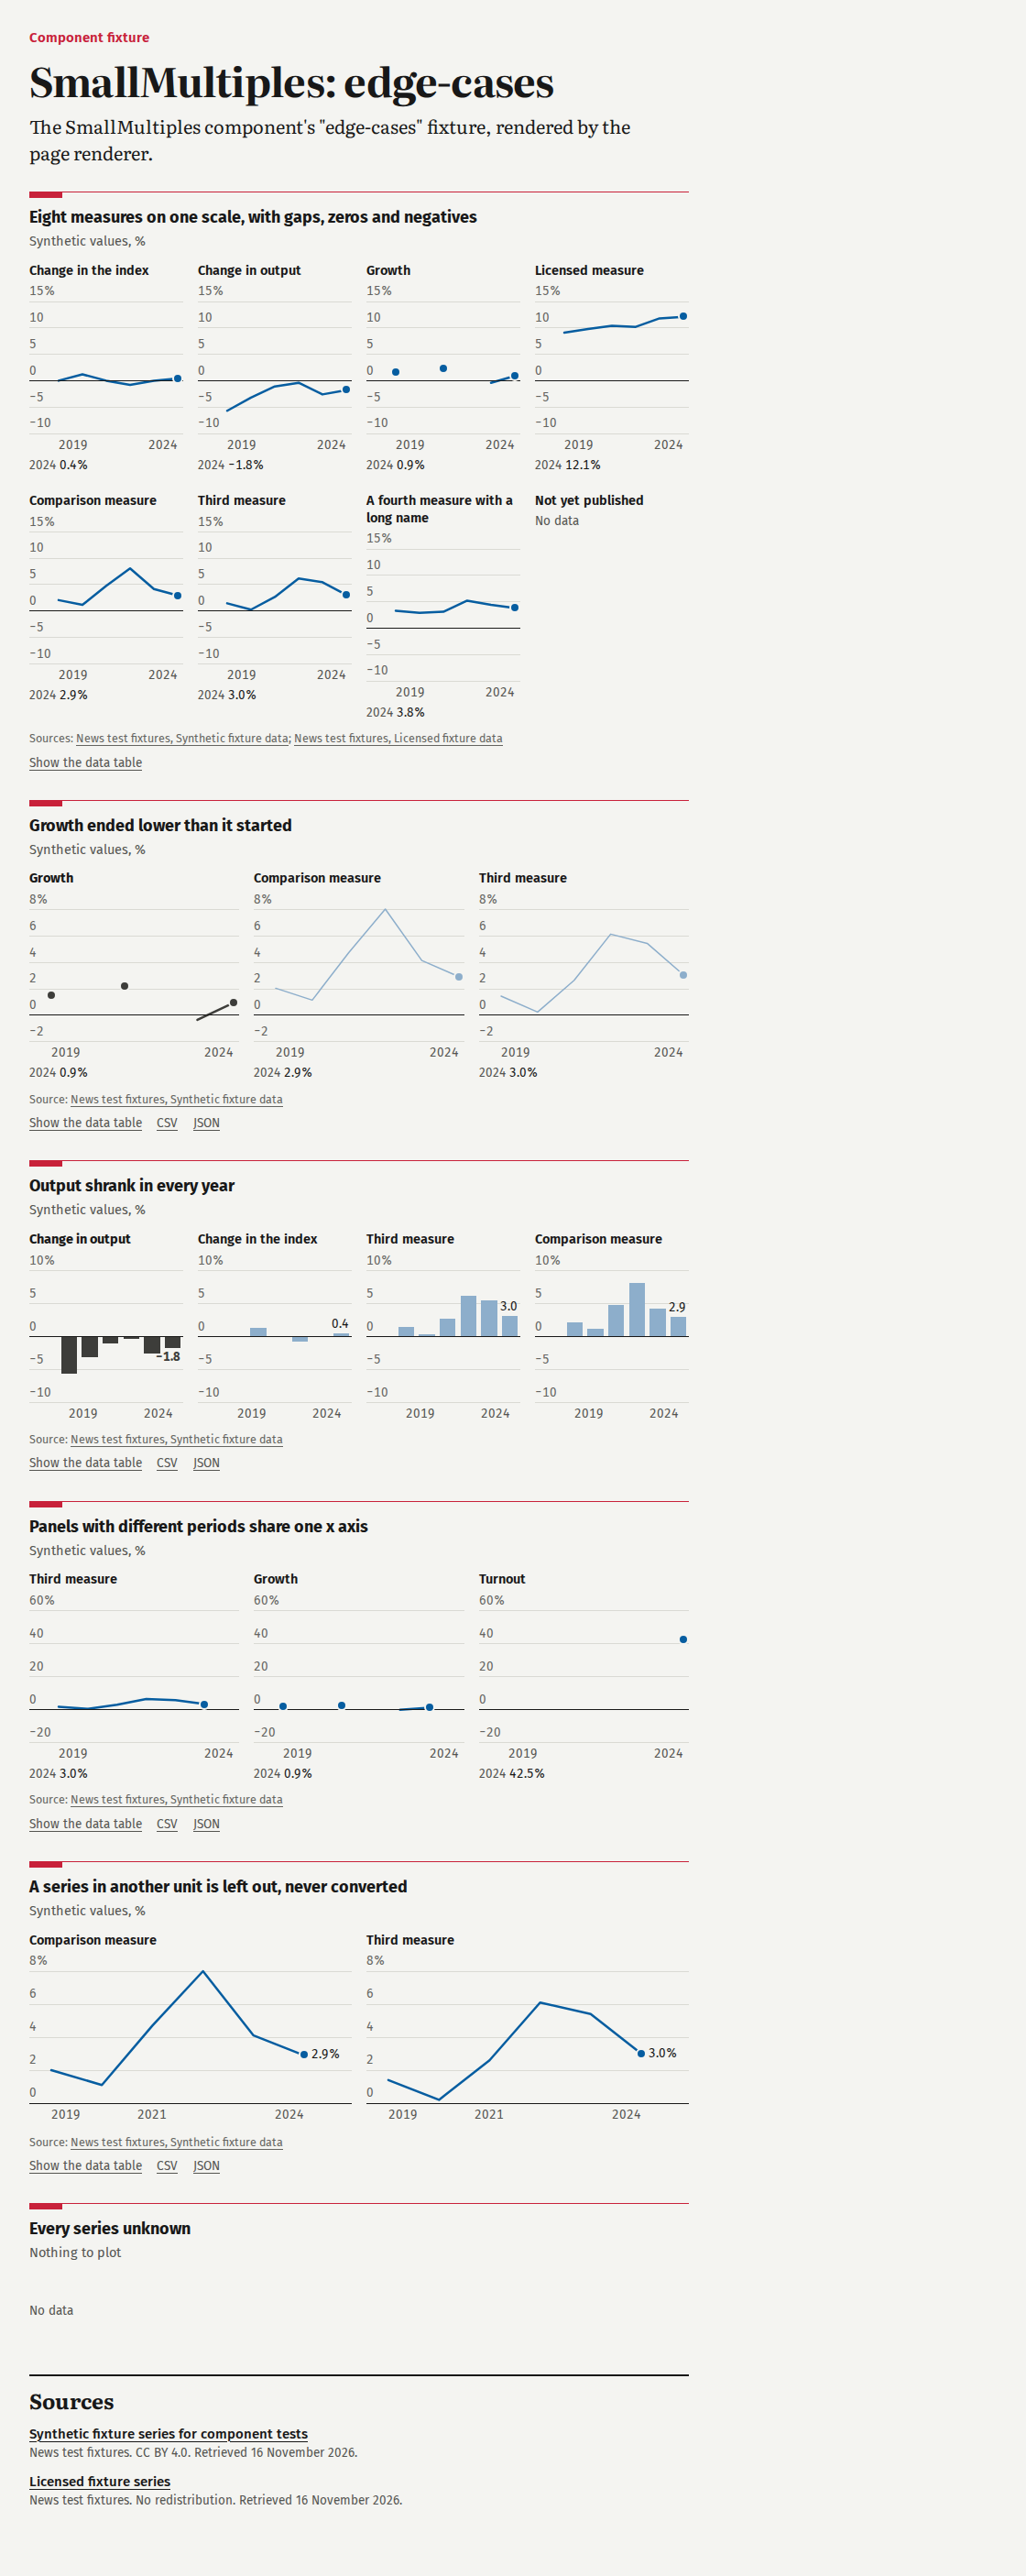 Component fixture
SmallMultiples: edge-cases
The SmallMultiples component's "edge-cases" fixture, rendered by the
page renderer.
Eight measures on one scale, with gaps, zeros and negatives
Synthetic values, %
Change in the index
15%
10
5
0
−5
−10
2019 2024
2024 0.4%
Change in output
15%
10
5
0
−5
−10
2019 2024
2024 −1.8%
Growth
15%
10
5
0
−5
−10
2019 2024
2024 0.9%
Licensed measure
15%
10
5
0
−5
−10
2019 2024
2024 12.1%
Comparison measure
15%
10
5
0
−5
−10
2019 2024
2024 2.9%
Third measure
15%
10
5
0
−5
−10
2019 2024
2024 3.0%
A fourth measure with a
long name
15%
10
5
0
−5
−10
2019 2024
2024 3.8%
Not yet published
No data
Sources: News test fixtures, Synthetic fixture data; News test fixtures, Licensed fixture data
Show the data table
Growth ended lower than it started
Synthetic values, %
Growth
8%
6
4
2
0
−2
2019 2024
2024 0.9%
Comparison measure
8%
6
4
2
0
−2
2019 2024
2024 2.9%
Third measure
8%
6
4
2
0
−2
2019 2024
2024 3.0%
Source: News test fixtures, Synthetic fixture data
Show the data table CSV JSON
Output shrank in every year
Synthetic values, %
Change in output
10%
5
0
−5
−10
−1.8
2019 2024
Change in the index
10%
5
0
−5
−10
0.4
2019 2024
Third measure
10%
5
0
−5
−10
3.0
2019 2024
Comparison measure
10%
5
0
−5
−10
2.9
2019 2024
Source: News test fixtures, Synthetic fixture data
Show the data table CSV JSON
Panels with different periods share one x axis
Synthetic values, %
Third measure
60%
40
20
0
−20
2019 2024
2024 3.0%
Growth
60%
40
20
0
−20
2019 2024
2024 0.9%
Turnout
60%
40
20
0
−20
2019 2024
2024 42.5%
Source: News test fixtures, Synthetic fixture data
Show the data table CSV JSON
A series in another unit is left out, never converted
Synthetic values, %
Comparison measure
8%
6
4
2
0
2.9%
2019 2021 2024
Third measure
8%
6
4
2
0
3.0%
2019 2021 2024
Source: News test fixtures, Synthetic fixture data
Show the data table CSV JSON
Every series unknown
Nothing to plot
No data
Sources
Synthetic fixture series for component tests
News test fixtures. CC BY 4.0. Retrieved 16 November 2026.
Licensed fixture series
News test fixtures. No redistribution. Retrieved 16 November 2026.